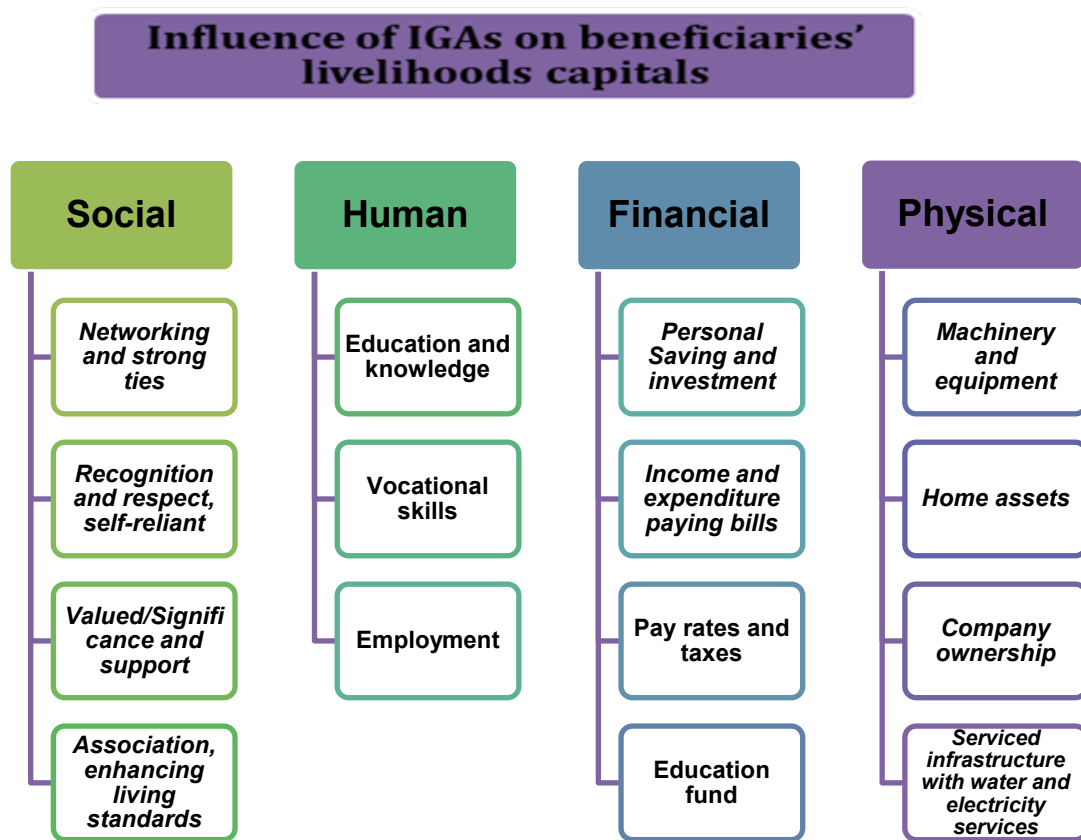 Influence of IGAs on beneficiaries’
livelihoods capitals
Social
Networking
and strong
ties
Recognition
and respect,
self-reliant
Valued/Signifi
cance and
support
Association,
enhancing
living
standards
Human
Education and
knowledge
Vocational
skills
Employment
Financial
Personal
Saving and
investment
Income and
expenditure
paying bills
Pay rates and
taxes
Education
fund
Physical
Machinery
and
equipment
Home assets
Company
ownership
Serviced
infrastructure
with water and
electricity
services